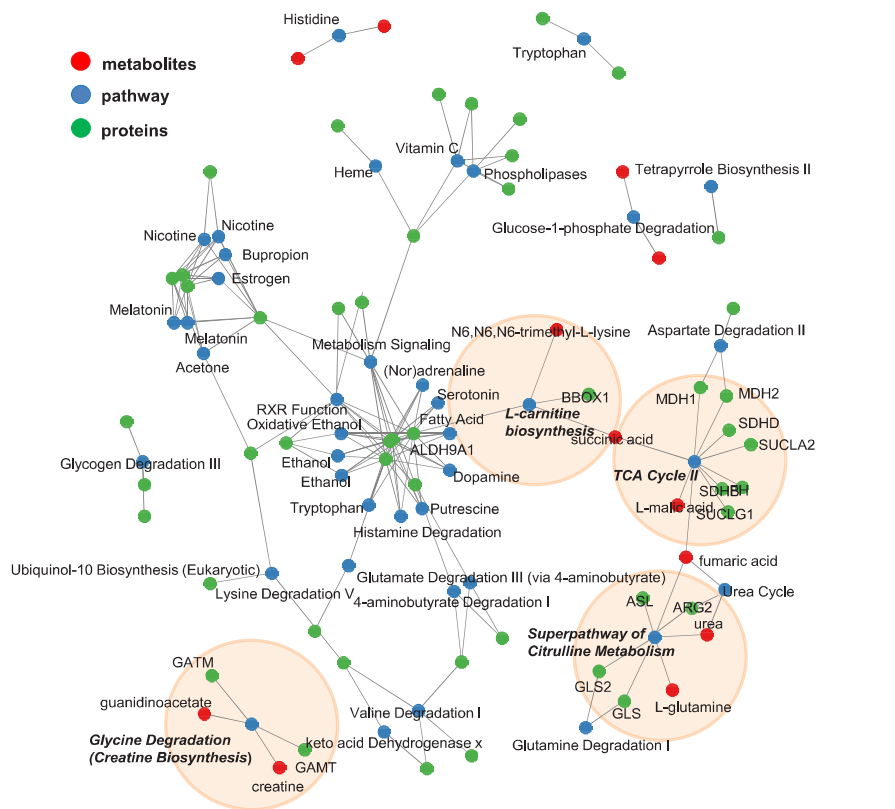 Histidine
Tryptophan
metabolites
pathway
proteins
Vitamin C
Heme
Phospholipases
Tetrapyrrole Biosynthesis II
Glucose-1-phosphate Degradation
Nicotine
Nicotine
Bupropion
Estrogen
Melatonin
Melatonin
Acetone
Metabolism Signaling
N6,N6,N6-trimethyl-L-lysine
Aspartate Degradation II
(Nor)adrenaline
Serotonin
BBOX1
MDH1
MDH2
RXR Function
Oxidative Ethanol
Fatty Acid
L-carnitine
biosynthesis
SDHD
succinic acid
SUCLA2
ALDH9A1
Glycogen Degradation III
Ethanol
Ethanol
Dopamine
TCA Cycle II
SDHB
FH
L-malic acid
SUCLG1
Tryptophan
Putrescine
Histamine Degradation
fumaric acid
Ubiquinol-10 Biosynthesis (Eukaryotic)
Lysine Degradation V
Glutamate Degradation III (via 4-aminobutyrate)
4-aminobutyrate Degradation I
Urea Cycle
ASL
ARG2
urea
Superpathway of
Citrulline Metabolism
GATM
guanidinoacetate
GLS2
L-glutamine
GLS
Valine Degradation I
Glycine Degradation
(Creatine Biosynthesis)
keto acid Dehydrogenase x
Glutamine Degradation I
GAMT
creatine